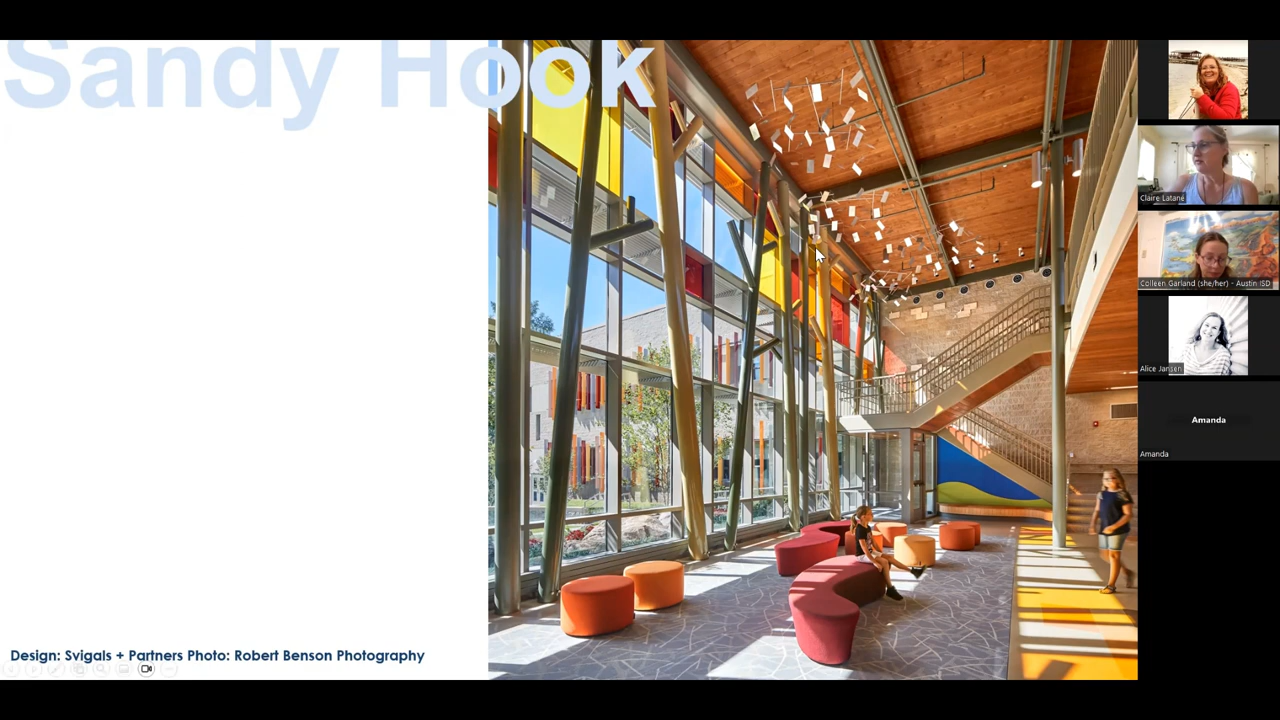 Sandy Hook
Design: Svigals + Partners Photo: Robert Benson Photography
Claire Latané
Colleen Garland (she/her) - Austin ISD
Alice Jansen
Amanda
Amanda